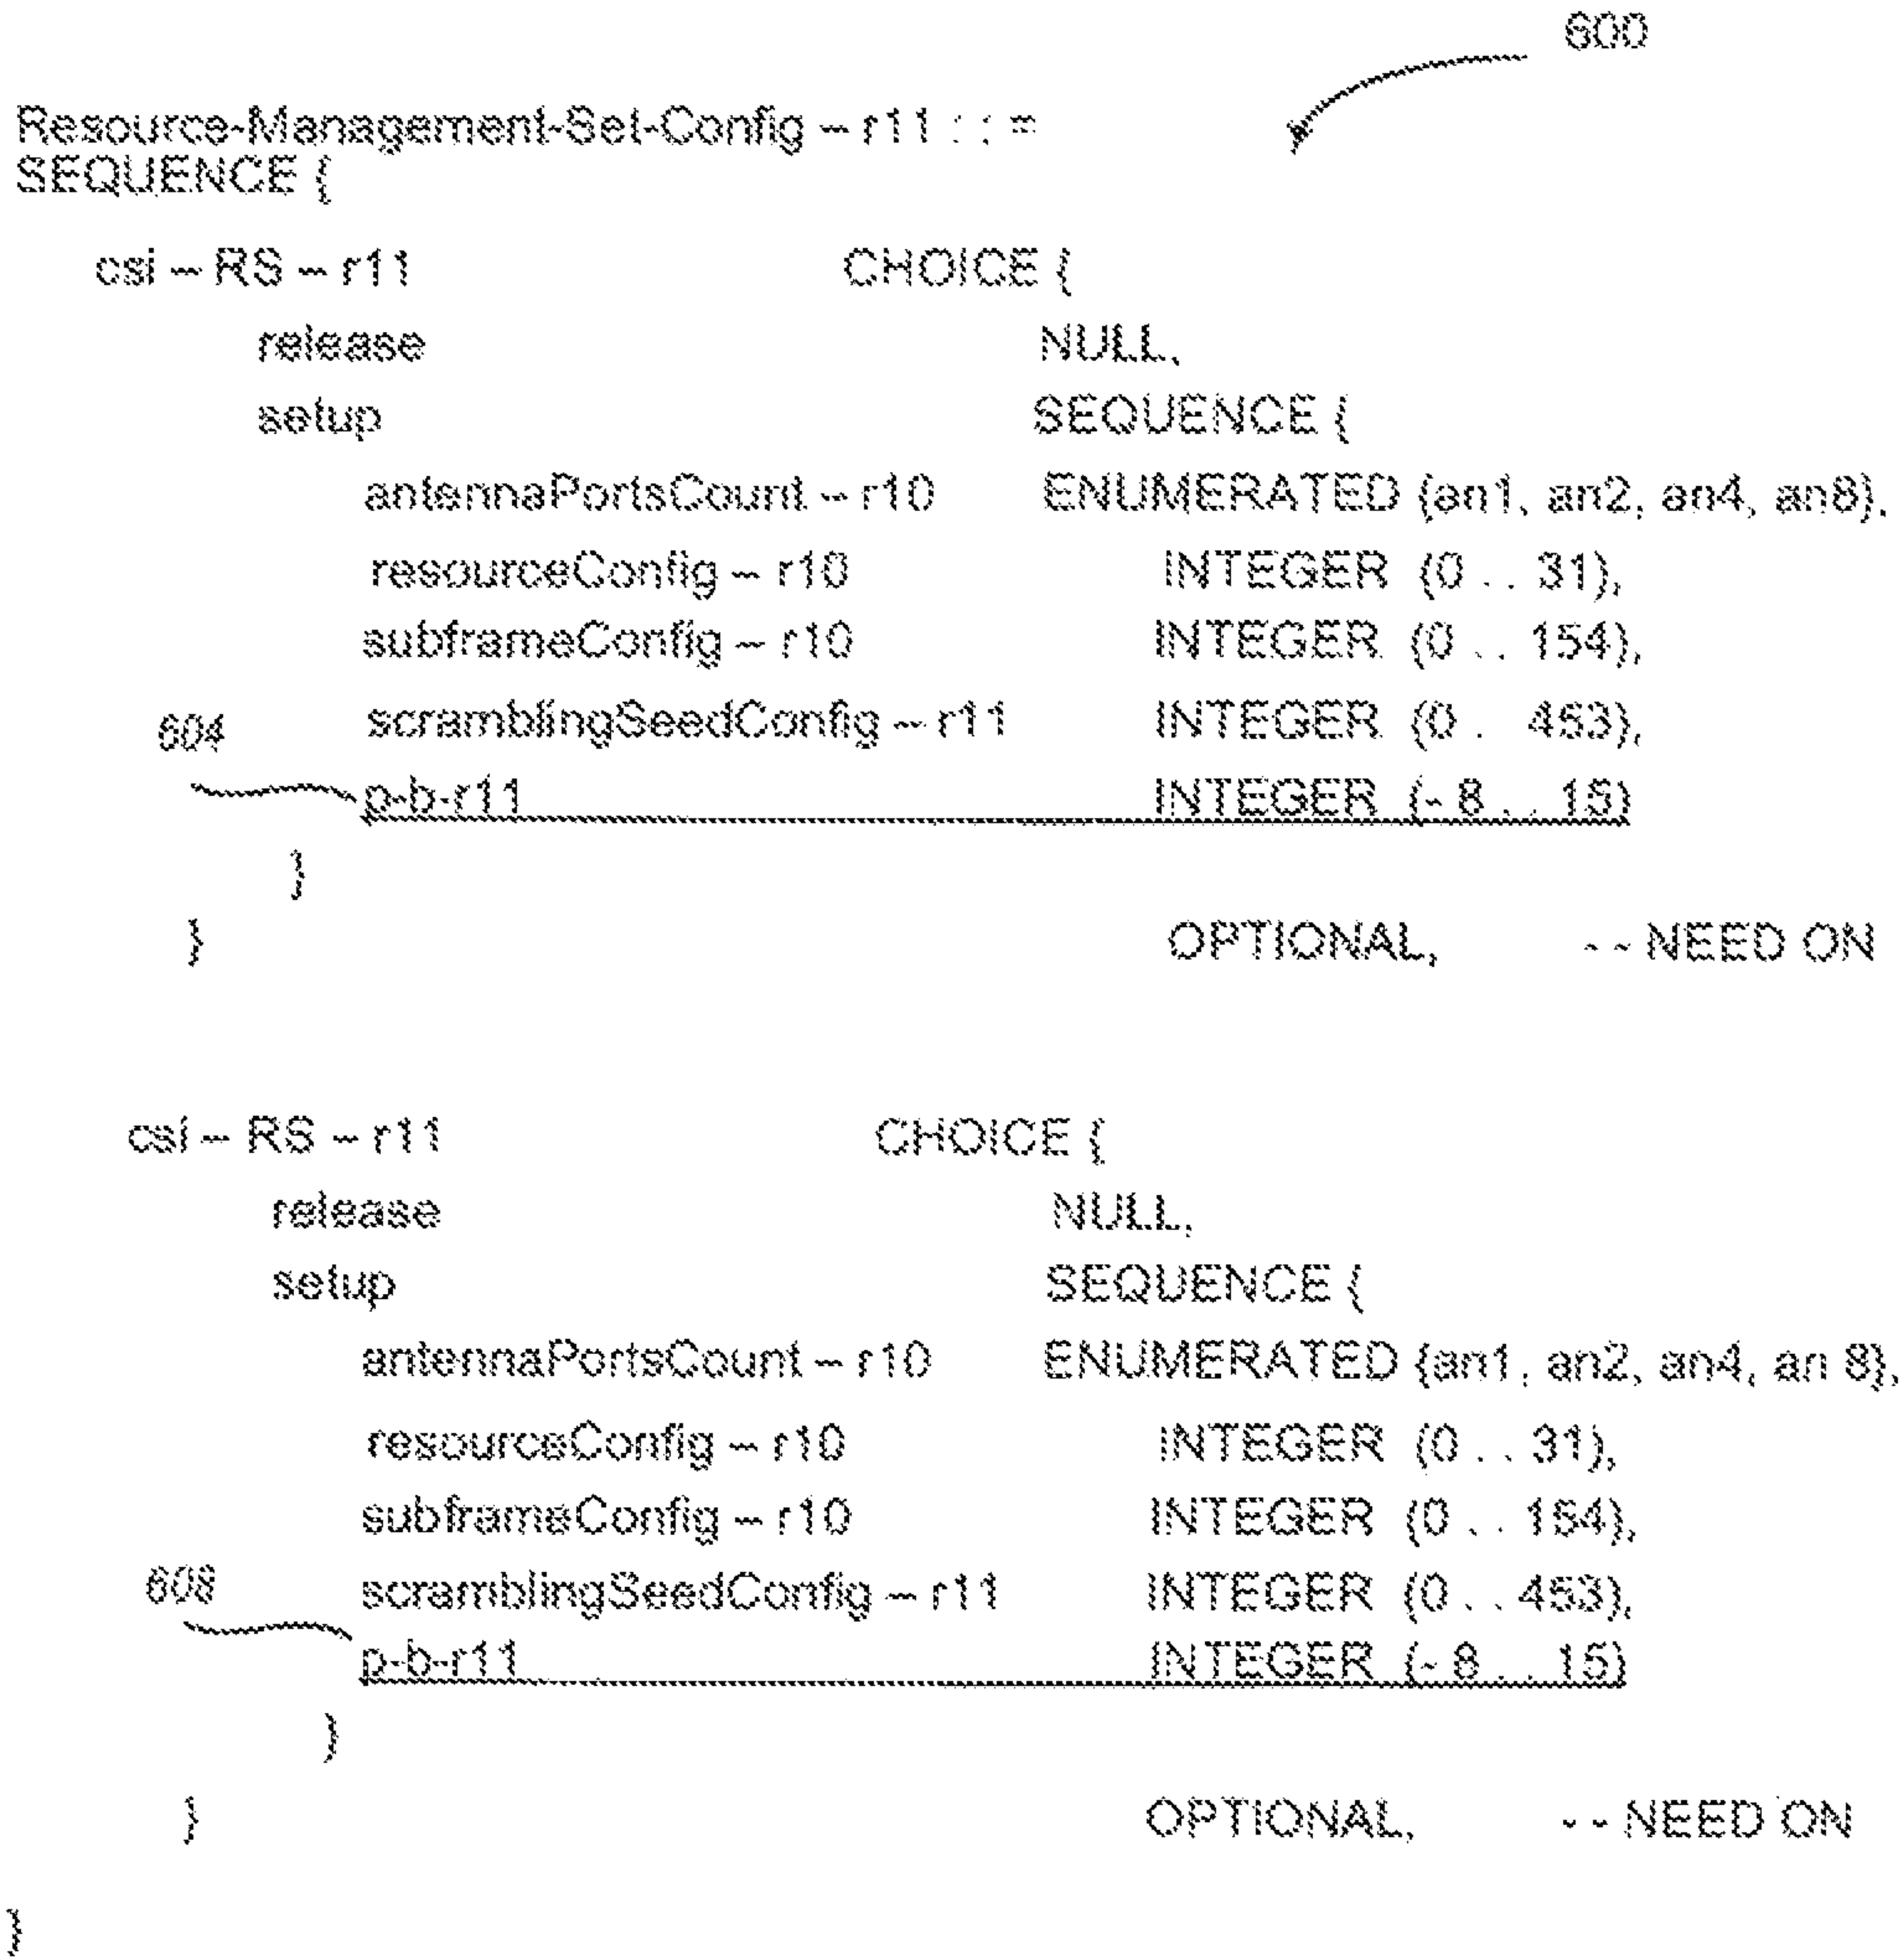 600
Resource-Management-Set-Config – r11 : : =
SEQUENCE {
csi – RS – r11 CHOICE {
release NULL,
setup SEQUENCE {
antennaPortsCount – r10 ENUMERATED {an1, an2, an4, an8},
resourceConfig – r10 INTEGER (0 . . 31),
subframeConfig – r10 INTEGER (0 . . 154),
604 scramblingSeedConfig – r11 INTEGER (0 . 453),
p-b-r11 INTEGER (- 8 . . 15)
}
} OPTIONAL, - - NEED ON
csi – RS – r11 CHOICE {
release NULL,
setup SEQUENCE {
antennaPortsCount – r10 ENUMERATED {an1, an2, an4, an 8},
resourceConfig – r10 INTEGER (0 . . 31),
subframeConfig – r10 INTEGER (0 . . 154),
608 scramblingSeedConfig – r11 INTEGER (0 . . 453),
p-b-r11 INTEGER (- 8 . . 15)
}
} OPTIONAL, - - NEED ON
}